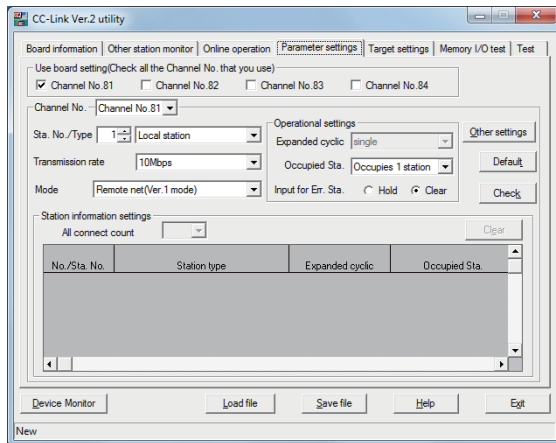 CC-Link Ver.2 utility
Board information Other station monitor Online operation Parameter settings Target settings Memory I/O test Test
Use board setting(Check all the Channel No. that you use)
Channel No.81 Channel No.82 Channel No.83 Channel No.84
Channel No. Channel No.81
Operational settings
Sta. No./Type 1 Local station
Expanded cyclic single
Other settings
Transmission rate 10Mbps
Occupied Sta. Occupies 1 station
Default
Mode Remote net(Ver.1 mode)
Input for Err. Sta. Hold Clear
Check
Station information settings
All connect count
Clear
No./Sta. No. Station type Expanded cyclic Occupied Sta.
Device Monitor Load file Save file Help Exit
New